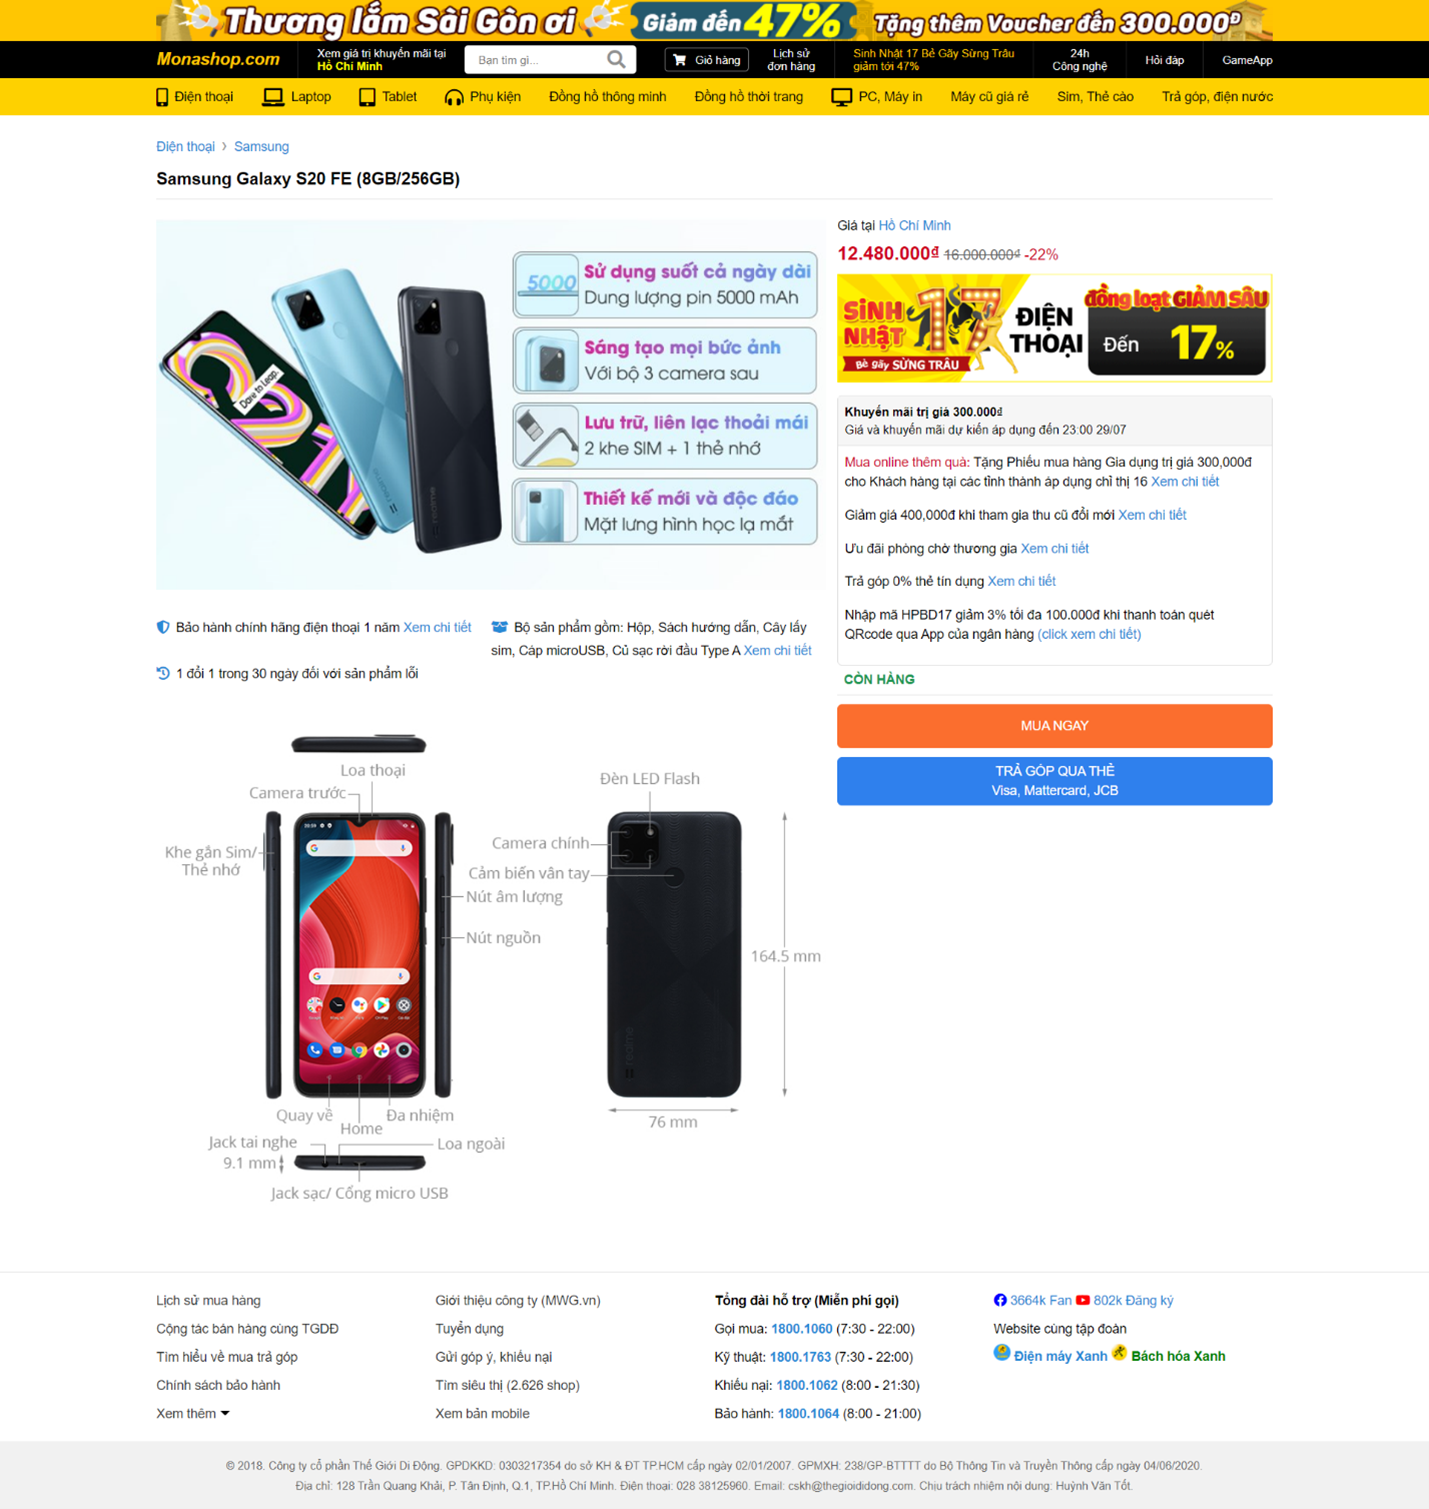 Thương lắm Sài Gòn ơi Giảm đến 47% Tặng thêm Voucher đến 300.000Đ
Monashop.com
Xem giá trị khuyến mãi tại
Hồ Chí Minh
Bạn tìm gì...
Giỏ hàng
Lịch sử
đơn hàng
Sinh Nhật 17 Bẻ Gãy Sừng Trâu
giảm tới 47%
24h
Công nghệ
Hỏi đáp
GameApp
Điện thoại Laptop Tablet Phụ kiện Đồng hồ thông minh Đồng hồ thời trang PC, Máy in Máy cũ giá rẻ Sim, Thẻ cào Trả góp, điện nước
Điện thoại › Samsung
Samsung Galaxy S20 FE (8GB/256GB)
Dare to Leap.
realme
realme
5000
Sử dụng suốt cả ngày dài
Dung lượng pin 5000 mAh
Sáng tạo mọi bức ảnh
Với bộ 3 camera sau
Lưu trữ, liên lạc thoải mái
2 khe SIM + 1 thẻ nhớ
Thiết kế mới và độc đáo
Mặt lưng hình học lạ mắt
Bảo hành chính hãng điện thoại 1 năm Xem chi tiết
1 đổi 1 trong 30 ngày đối với sản phẩm lỗi
Bộ sản phẩm gồm: Hộp, Sách hướng dẫn, Cây lấy
sim, Cáp microUSB, Củ sạc rời đầu Type A Xem chi tiết
Loa thoại
Camera trước
Khe gắn Sim/
Thẻ nhớ
Nút âm lượng
Nút nguồn
Quay về
Home
Đa nhiệm
Jack tai nghe
Loa ngoài
9.1 mm
Jack sạc/ Cổng micro USB
Đèn LED Flash
Camera chính
Cảm biến vân tay
realme
164.5 mm
76 mm
Giá tại Hồ Chí Minh
12.480.000₫ 16.000.000₫ -22%
SINH
NHẬT
17
Bẻ gãy SỪNG TRÂU
ĐIỆN
THOẠI
đồng loạt GIẢM SÂU
Đến 17%
Khuyến mãi trị giá 300.000₫
Giá và khuyến mãi dự kiến áp dụng đến 23:00 29/07
Mua online thêm quà: Tặng Phiếu mua hàng Gia dụng trị giá 300,000đ
cho Khách hàng tại các tỉnh thành áp dụng chỉ thị 16 Xem chi tiết
Giảm giá 400,000đ khi tham gia thu cũ đổi mới Xem chi tiết
Ưu đãi phòng chờ thương gia Xem chi tiết
Trả góp 0% thẻ tín dụng Xem chi tiết
Nhập mã HPBD17 giảm 3% tối đa 100.000đ khi thanh toán quét
QRcode qua App của ngân hàng (click xem chi tiết)
CÒN HÀNG
MUA NGAY
TRẢ GÓP QUA THẺ
Visa, Mattercard, JCB
Lịch sử mua hàng
Cộng tác bán hàng cùng TGDĐ
Tìm hiểu về mua trả góp
Chính sách bảo hành
Xem thêm
Giới thiệu công ty (MWG.vn)
Tuyển dụng
Gửi góp ý, khiếu nại
Tìm siêu thị (2.626 shop)
Xem bản mobile
Tổng đài hỗ trợ (Miễn phí gọi)
Gọi mua: 1800.1060 (7:30 - 22:00)
Kỹ thuật: 1800.1763 (7:30 - 22:00)
Khiếu nại: 1800.1062 (8:00 - 21:30)
Bảo hành: 1800.1064 (8:00 - 21:00)
3664k Fan 802k Đăng ký
Website cùng tập đoàn
Điện máy Xanh Bách hóa Xanh
© 2018. Công ty cổ phần Thế Giới Di Động. GPDKKD: 0303217354 do sở KH & ĐT TP.HCM cấp ngày 02/01/2007. GPMXH: 238/GP-BTTTT do Bộ Thông Tin và Truyền Thông cấp ngày 04/06/2020.
Địa chỉ: 128 Trần Quang Khải, P. Tân Định, Q.1, TP.Hồ Chí Minh. Điện thoại: 028 38125960. Email: cskh@thegioididong.com. Chịu trách nhiệm nội dung: Huỳnh Văn Tốt.